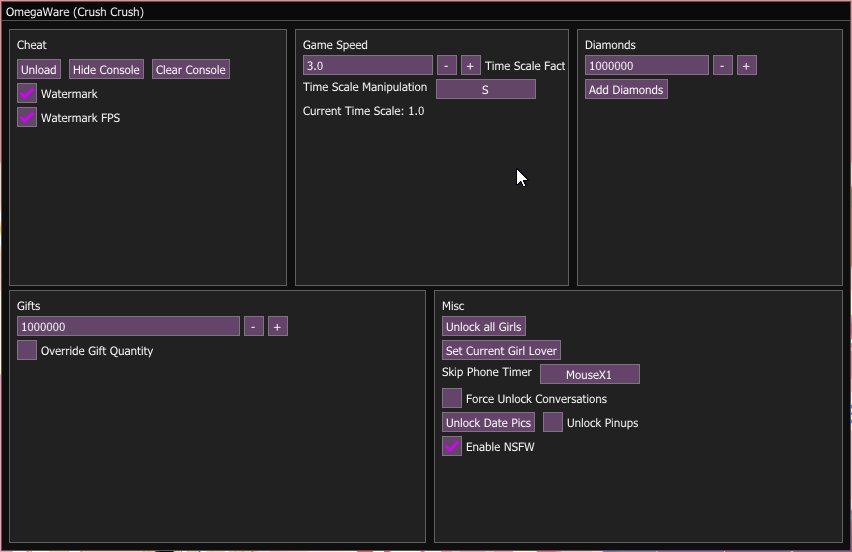 OmegaWare (Crush Crush)
Cheat
Unload Hide Console Clear Console
Watermark
Watermark FPS
Game Speed
3.0 - + Time Scale Fact
Time Scale Manipulation S
Current Time Scale: 1.0
Diamonds
1000000 - +
Add Diamonds
Gifts
1000000 - +
Override Gift Quantity
Misc
Unlock all Girls
Set Current Girl Lover
Skip Phone Timer MouseX1
Force Unlock Conversations
Unlock Date Pics Unlock Pinups
Enable NSFW